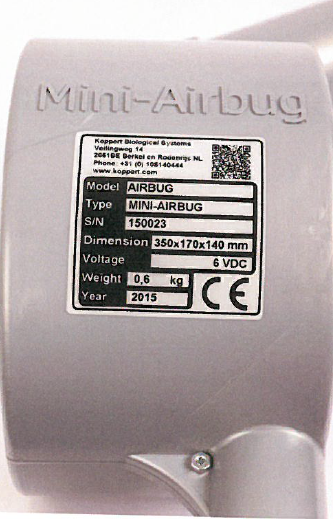 Mini-Airbug
Koppert Biological Systems
Veilingweg 14
2651BE Berkel en Rodenrijs NL
Phone: +31 (0) 105140444
www.koppert.com
Model AIRBUG
Type MINI-AIRBUG
S/N 150023
Dimension 350x170x140 mm
Voltage 6 VDC
Weight 0,6 kg
Year 2015
CE